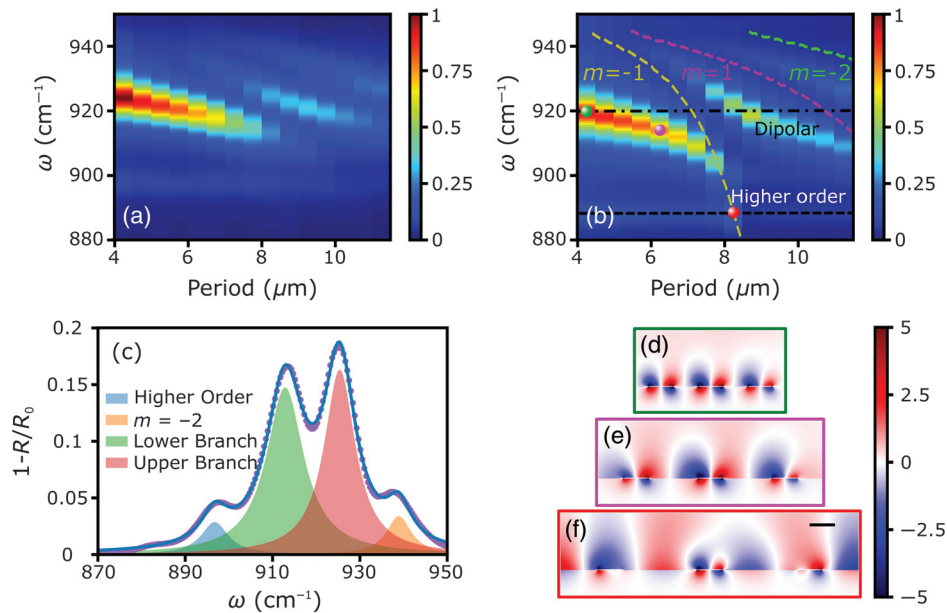 1
940
0.75
920
0.5
900
0.25
(a)
880
0
4 6 8 10
Period (μm)
ω (cm⁻¹)
1
940
m=-1 m=1 m=-2
0.75
920
Dipolar
0.5
900
0.25
Higher order
(b)
880
0
4 6 8 10
Period (μm)
ω (cm⁻¹)
0.2
(c)
0.15
Higher Order
m = -2
0.1
Lower Branch
Upper Branch
0.05
0
870 890 910 930 950
ω (cm⁻¹)
1-R/R₀
(d)
(e)
(f)
5
2.5
0
−2.5
−5